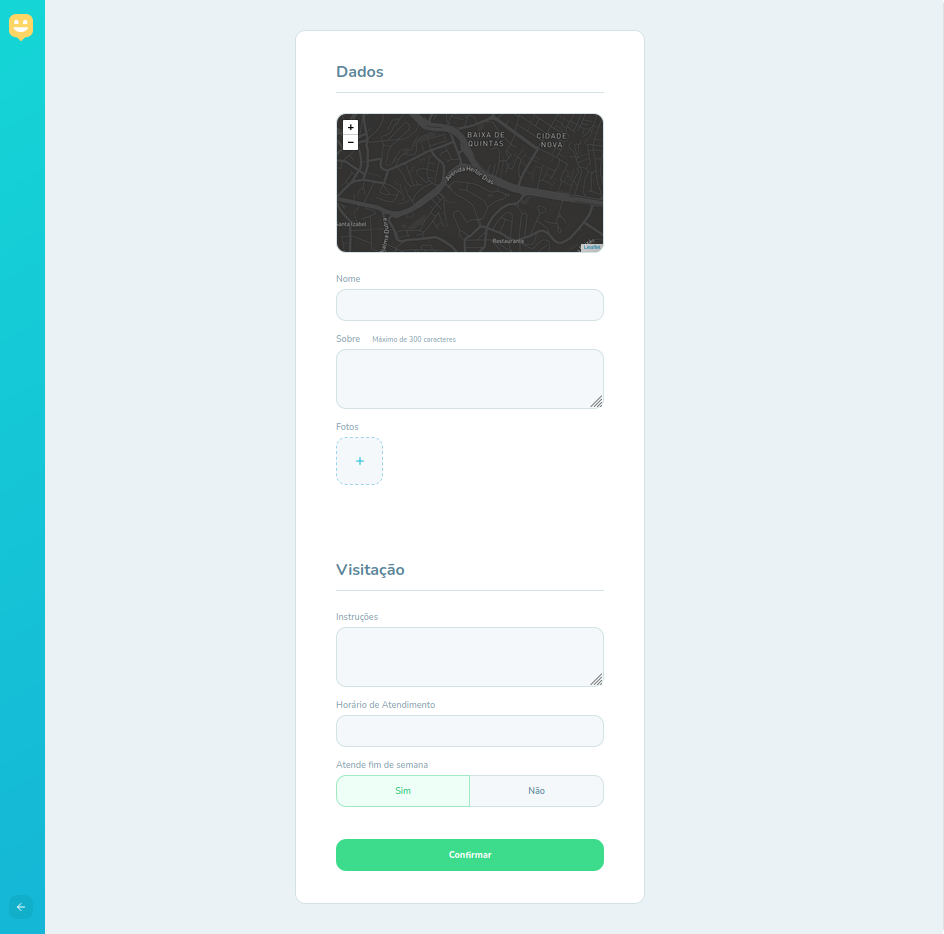 Dados
+
−
BAIXA DE
QUINTAS
CIDADE
NOVA
Avenida Heitor Dias
anta Izabel
Restaurante
Leaflet
Nome
Sobre Máximo de 300 caracteres
Fotos
+
Visitação
Instruções
Horário de Atendimento
Atende fim de semana
Sim Não
Confirmar